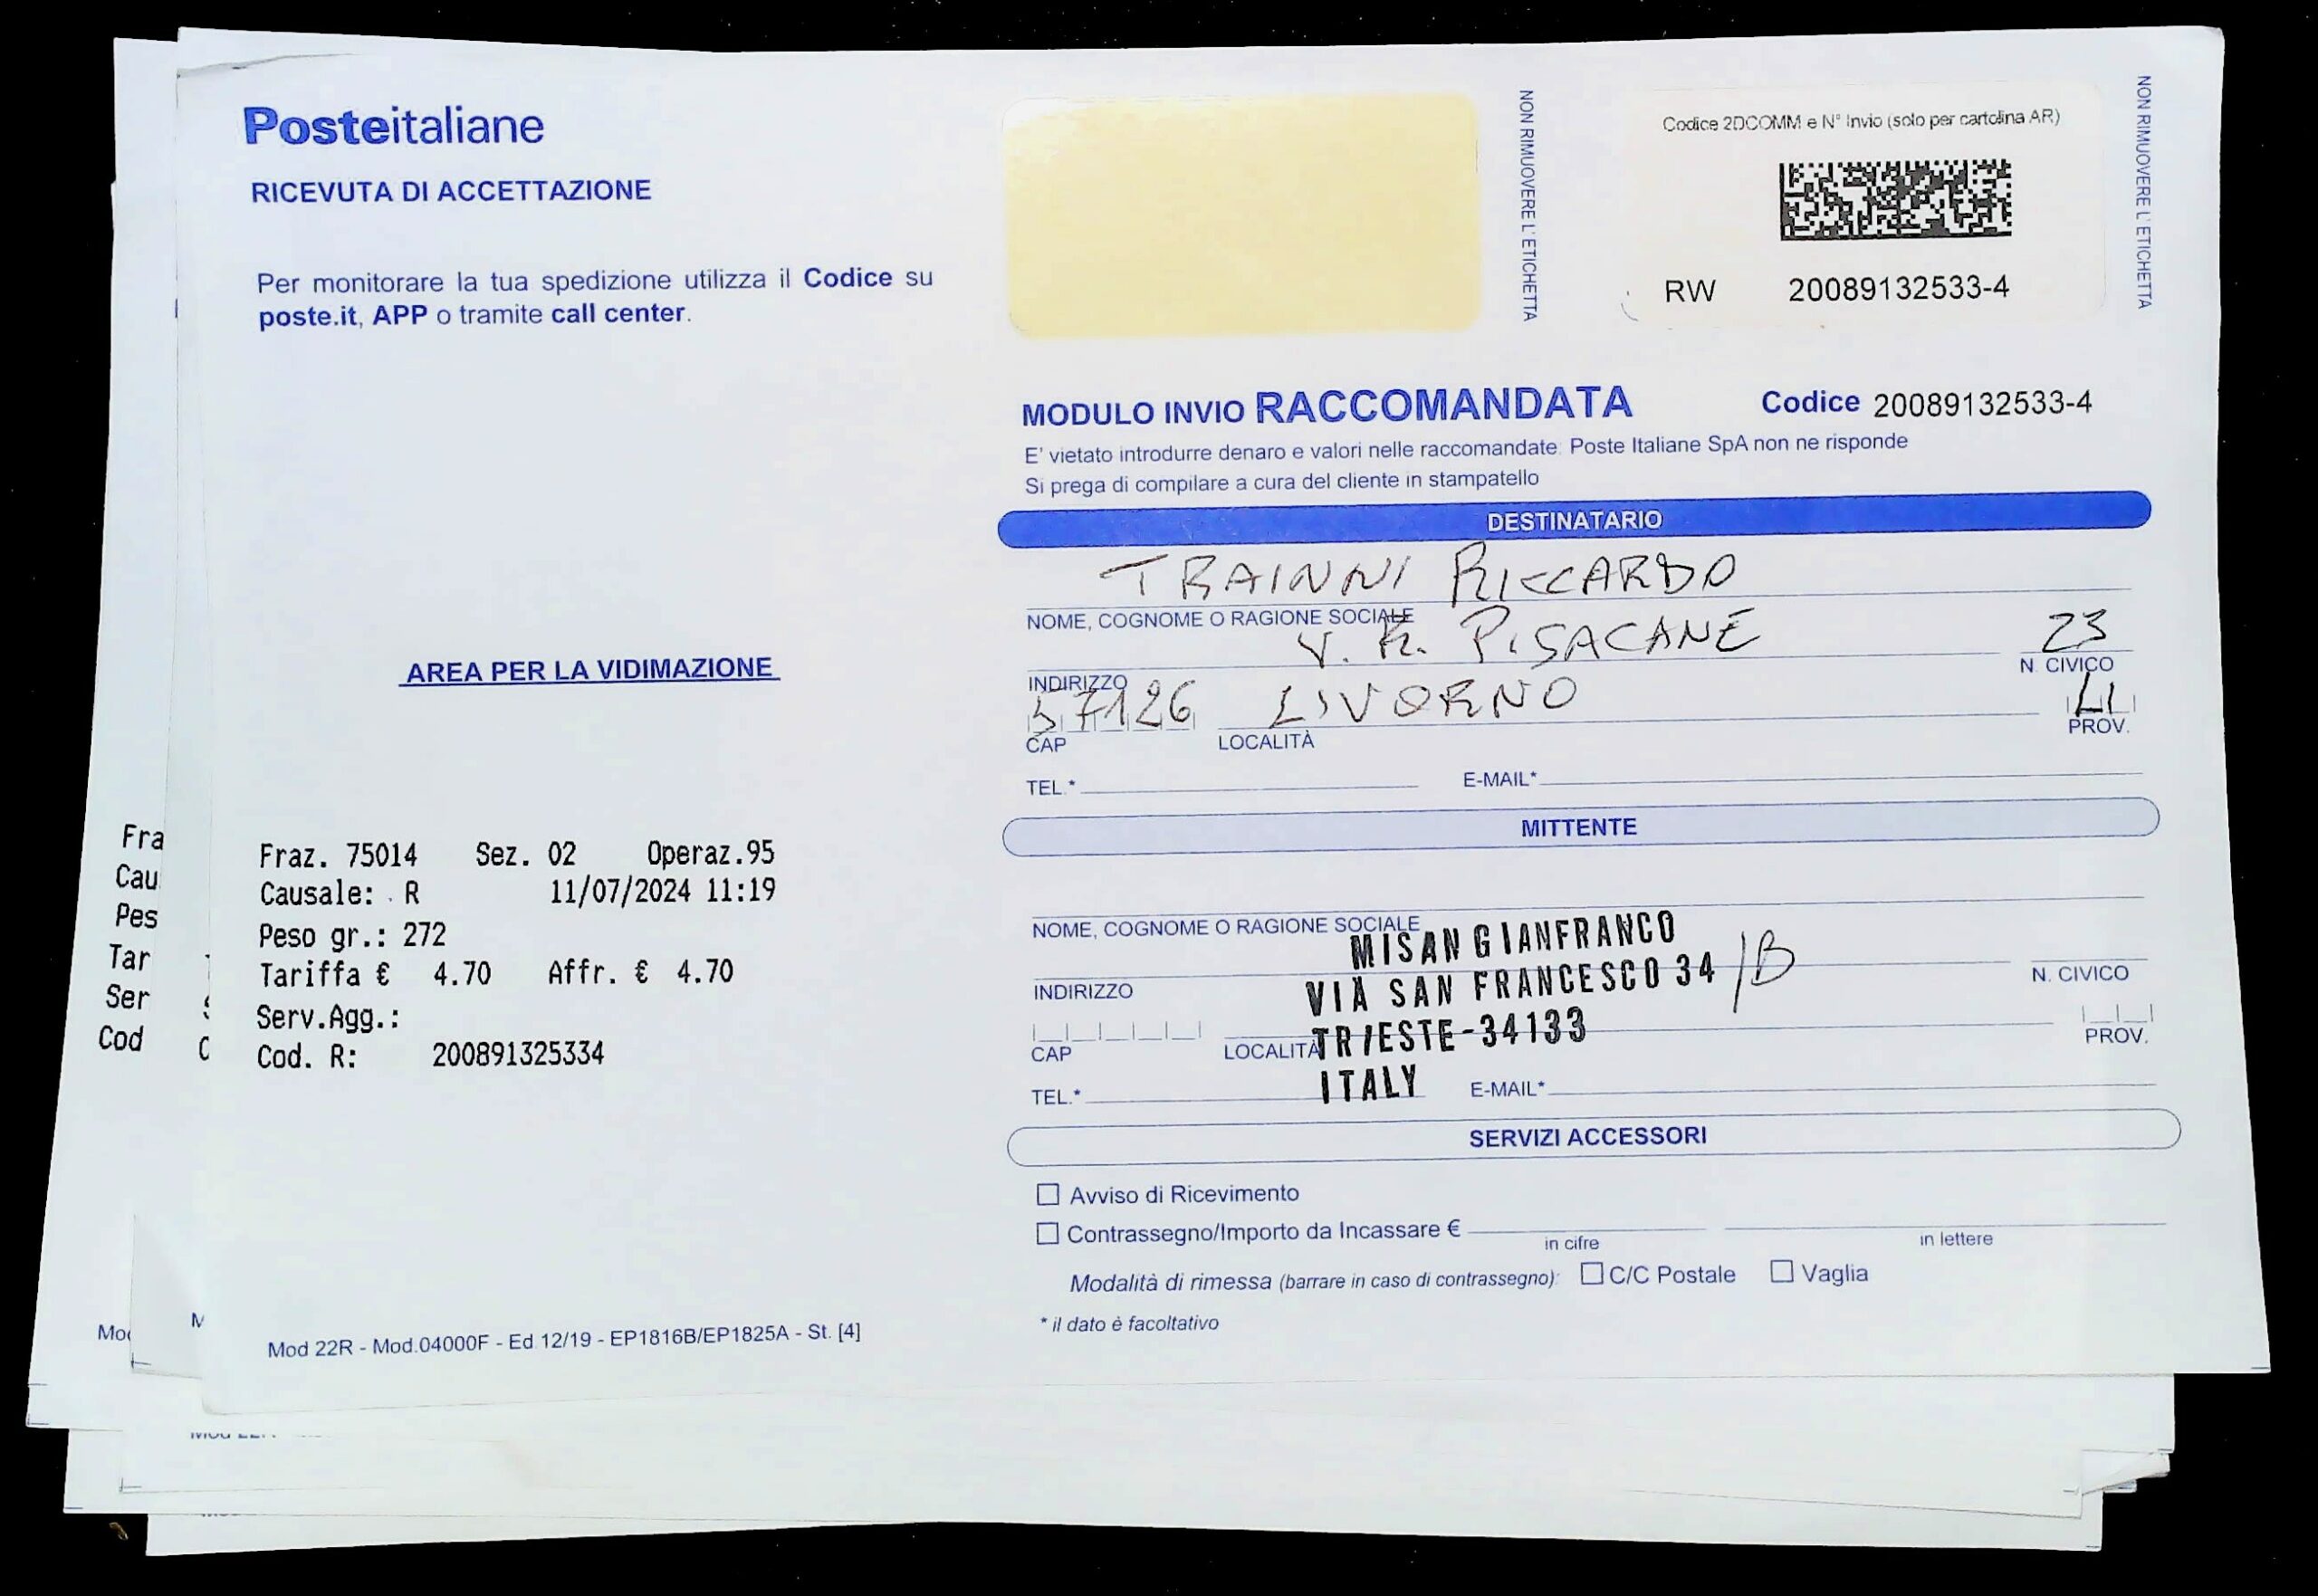 Posteitaliane
RICEVUTA DI ACCETTAZIONE
Per monitorare la tua spedizione utilizza il Codice su
poste.it, APP o tramite call center.
AREA PER LA VIDIMAZIONE
Fraz. 75014 Sez. 02 Operaz.95
Causale: R 11/07/2024 11:19
Peso gr.: 272
Tariffa € 4.70 Affr. € 4.70
Serv.Agg.:
Cod. R: 200891325334
Mod 22R - Mod.04000F - Ed 12/19 - EP1816B/EP1825A - St. [4]
Fra
Cau
Pes
Tar
Ser
Cod
NON RIMUOVERE L'ETICHETTA
Codice 2DCOMM e N° Invio (solo per cartolina AR)
RW 20089132533-4
NON RIMUOVERE L'ETICHETTA
MODULO INVIO RACCOMANDATA Codice 20089132533-4
E' vietato introdurre denaro e valori nelle raccomandate: Poste Italiane SpA non ne risponde
Si prega di compilare a cura del cliente in stampatello
DESTINATARIO
TRAINNI RICCARDO
NOME, COGNOME O RAGIONE SOCIALE
V. PISACANE 23
INDIRIZZO N. CIVICO
57126 LIVORNO LI
CAP LOCALITÀ PROV.
TEL.* E-MAIL*
MITTENTE
NOME, COGNOME O RAGIONE SOCIALE
MISAN GIANFRANCO
VIA SAN FRANCESCO 34 /B
INDIRIZZO N. CIVICO
TRIESTE-34133
CAP LOCALITÀ PROV.
ITALY
TEL.* E-MAIL*
SERVIZI ACCESSORI
Avviso di Ricevimento
Contrassegno/Importo da Incassare €
in cifre in lettere
Modalità di rimessa (barrare in caso di contrassegno): C/C Postale Vaglia
* il dato è facoltativo